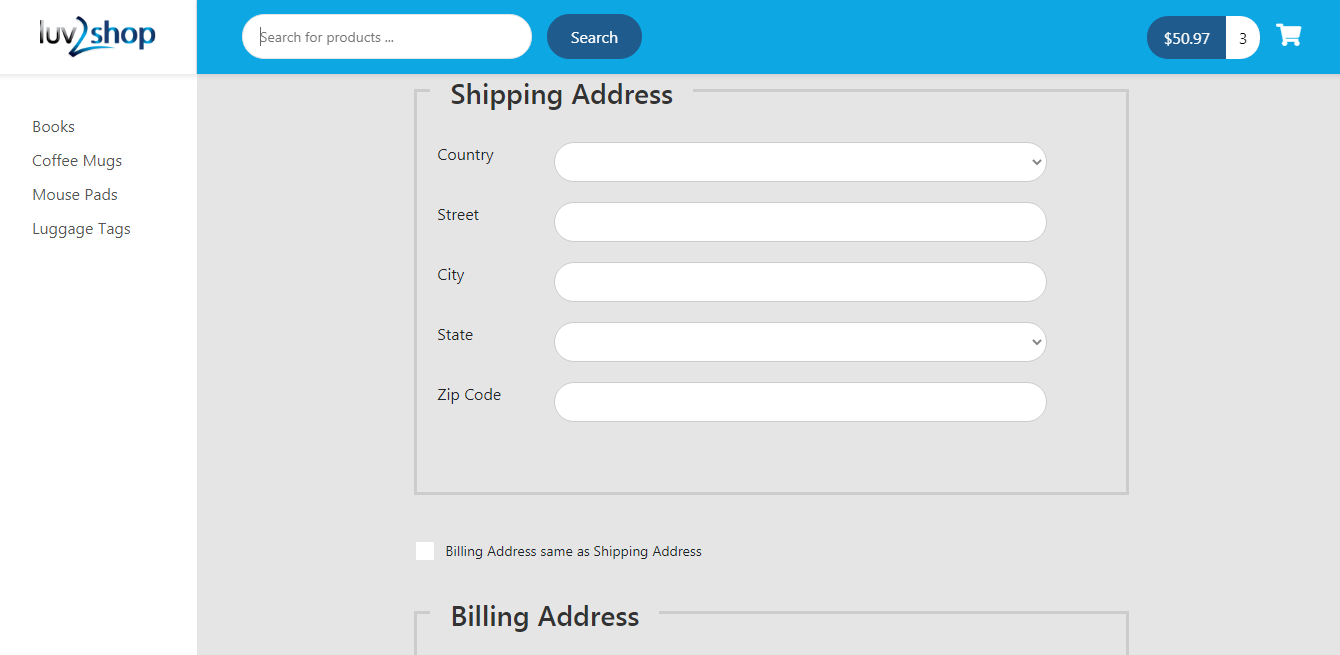 luv2shop
Search for products ...
Search
$50.97
3
Books
Coffee Mugs
Mouse Pads
Luggage Tags
Shipping Address
Country
Street
City
State
Zip Code
Billing Address same as Shipping Address
Billing Address